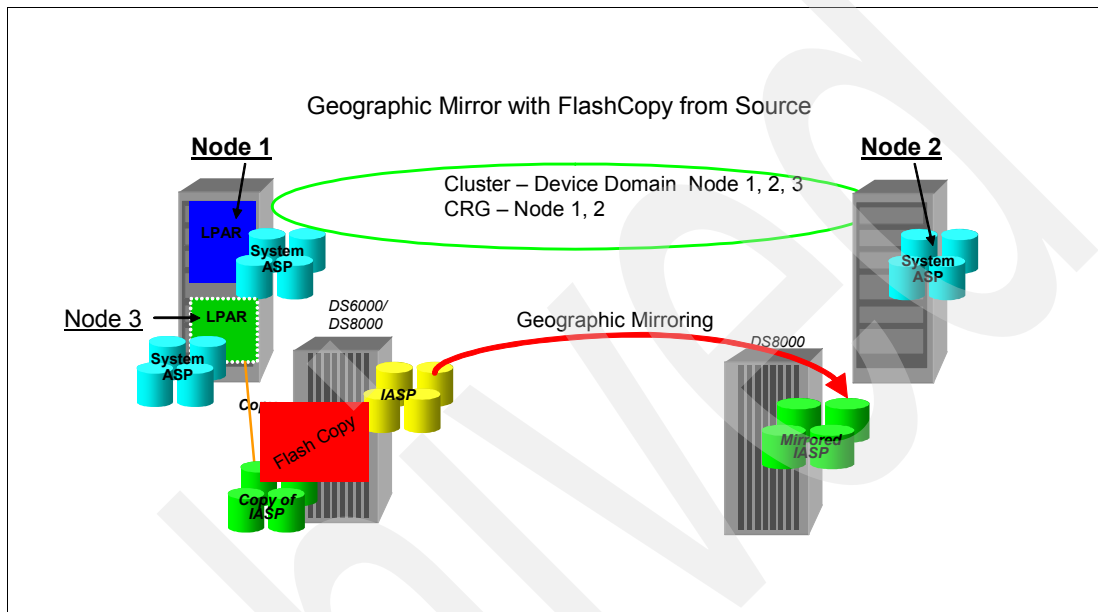 Geographic Mirror with FlashCopy from Source
Node 1
Node 2
Cluster – Device Domain Node 1, 2, 3
CRG – Node 1, 2
LPAR
System
ASP
System
ASP
Node 3
LPAR
DS6000/
DS8000
Geographic Mirroring
DS8000
System
ASP
IASP
Flash Copy
Mirrored
IASP
Copy of
IASP